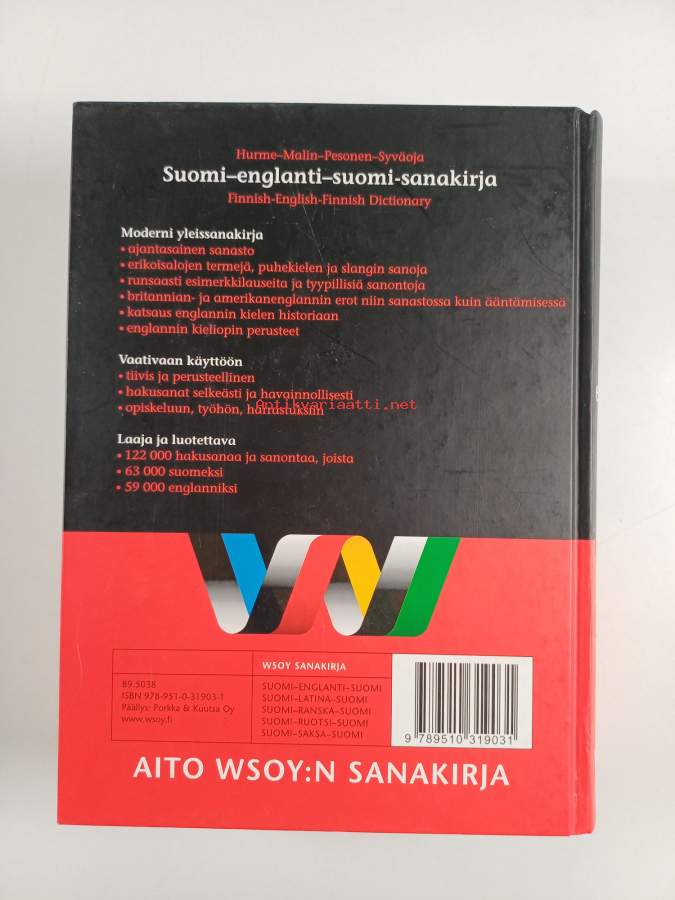 Hurme–Malin–Pesonen–Syväoja
Suomi–englanti–suomi-sanakirja
Finnish-English-Finnish Dictionary
Moderni yleissanakirja
• ajantasainen sanasto
• erikoisalojen termejä, puhekielen ja slangin sanoja
• runsaasti esimerkkilauseita ja tyypillisiä sanontoja
• britannian- ja amerikanenglannin erot niin sanastossa kuin ääntämisessä
• katsaus englannin kielen historiaan
• englannin kieliopin perusteet
Vaativaan käyttöön
• tiivis ja perusteellinen
• hakusanat selkeästi ja havainnollisesti
Antikvariaatti.net
• opiskeluun, työhön, harrastuksiin
Laaja ja luotettava
• 122 000 hakusanaa ja sanontaa, joista
• 63 000 suomeksi
• 59 000 englanniksi
WSOY SANAKIRJA
89.5038
ISBN 978-951-0-31903-1
Päällys: Porkka & Kuutsa Oy
www.wsoy.fi
SUOMI–ENGLANTI–SUOMI
SUOMI–LATINA–SUOMI
SUOMI–RANSKA–SUOMI
SUOMI–RUOTSI–SUOMI
SUOMI–SAKSA–SUOMI
9 789510 319031
AITO WSOY:N SANAKIRJA